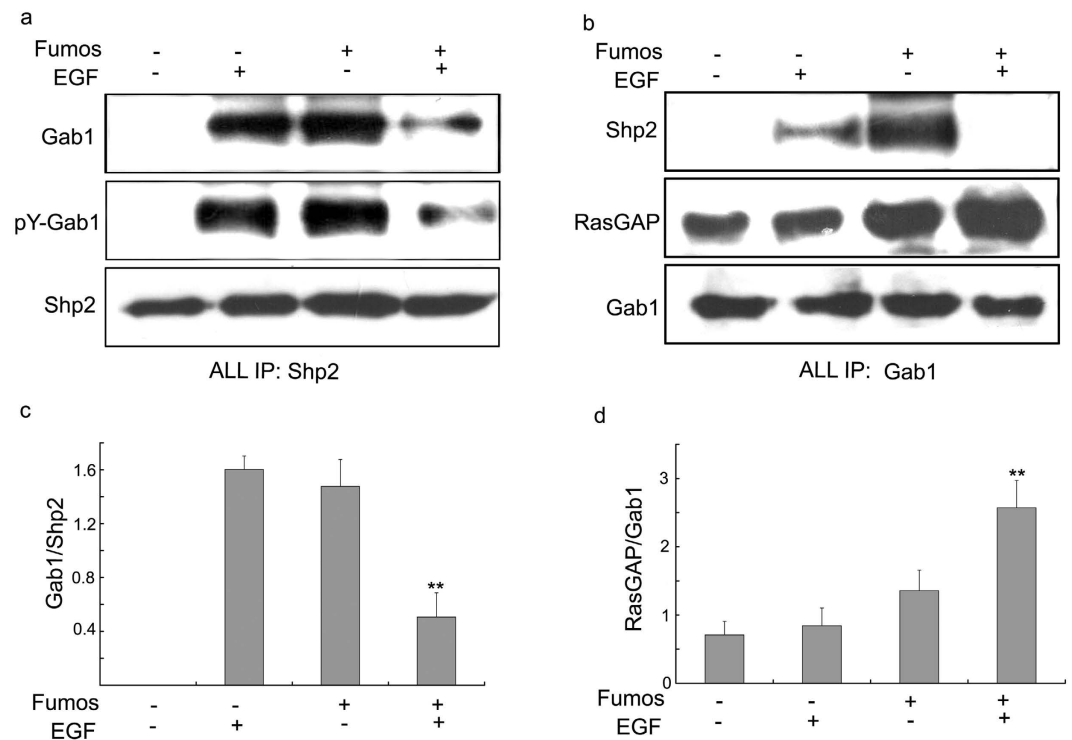 a
Fumos - - + +
EGF - + - +
Gab1
pY-Gab1
Shp2
ALL IP: Shp2
b
Fumos - - + +
EGF - + - +
Shp2
RasGAP
Gab1
ALL IP: Gab1
c
Gab1/Shp2
1.6
1.2
0.8
0.4
**
Fumos - - + +
EGF - + - +
d
RasGAP/Gab1
3
2
1
0
**
Fumos - - + +
EGF - + - +